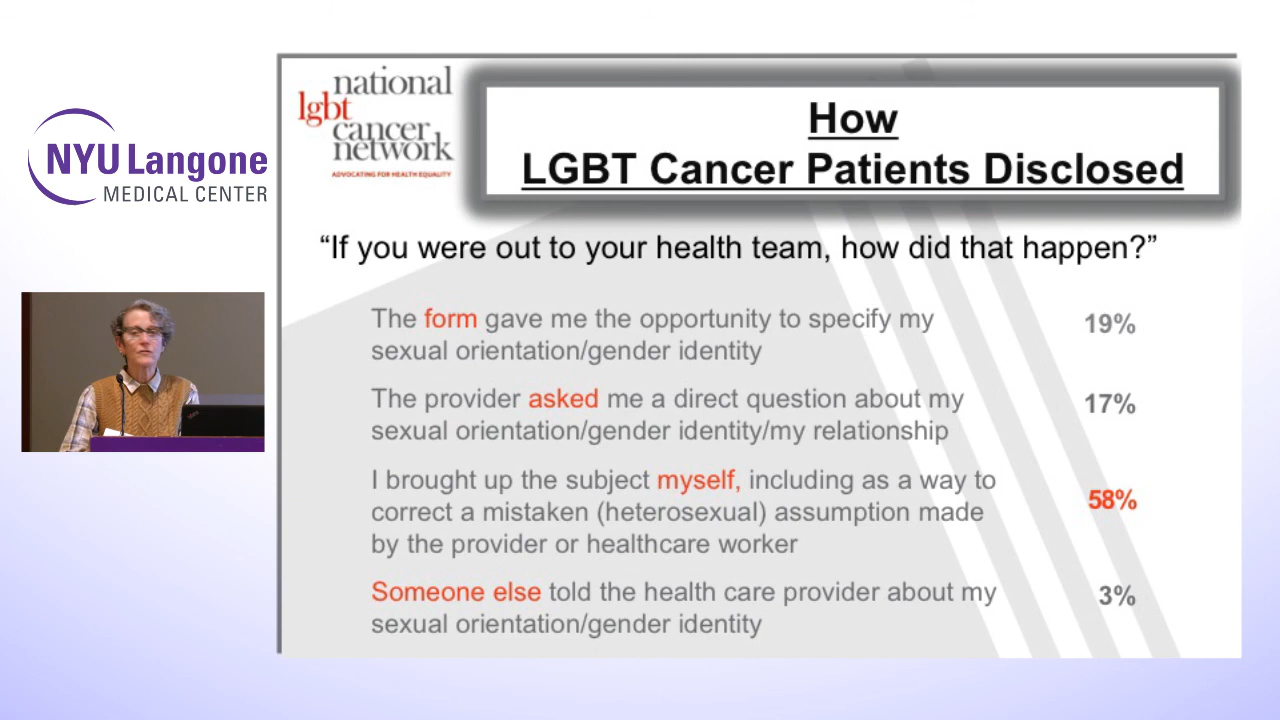 NYU Langone
MEDICAL CENTER
national
lgbt
cancer
network
ADVOCATING FOR HEALTH EQUALITY
How
LGBT Cancer Patients Disclosed
“If you were out to your health team, how did that happen?”
The form gave me the opportunity to specify my
sexual orientation/gender identity
19%
The provider asked me a direct question about my
sexual orientation/gender identity/my relationship
17%
I brought up the subject myself, including as a way to
correct a mistaken (heterosexual) assumption made
by the provider or healthcare worker
58%
Someone else told the health care provider about my
sexual orientation/gender identity
3%